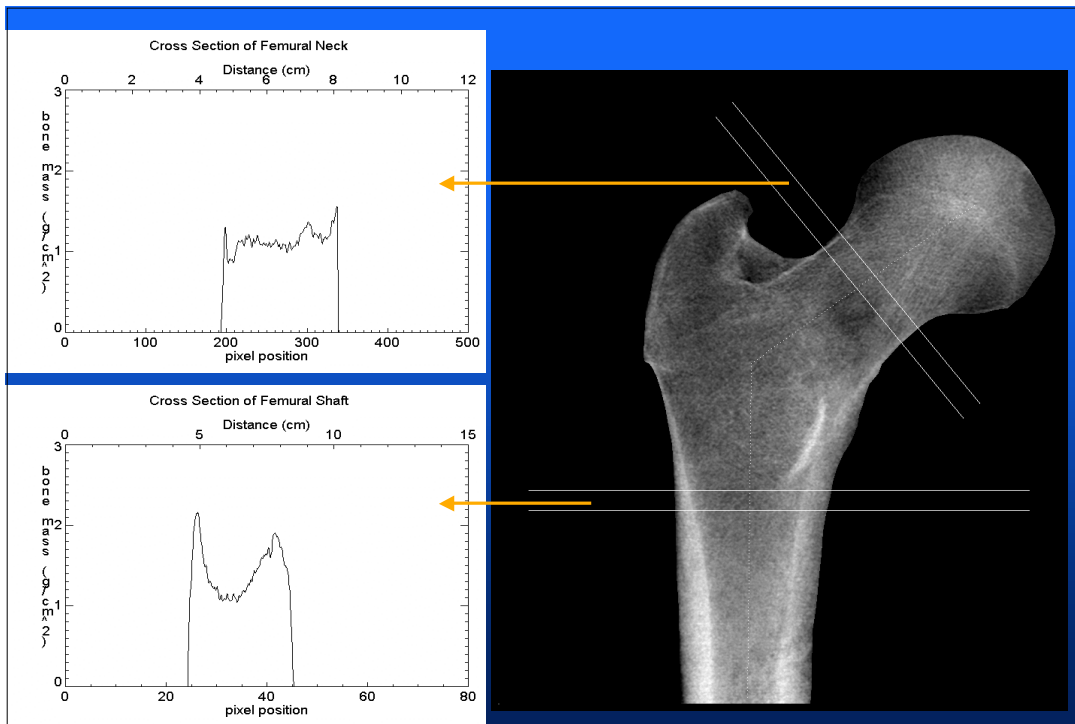 Cross Section of Femural Neck
Distance (cm)
0 2 4 6 8 10 12
3
2
1
0
bone mass (g/cm^2)
0 100 200 300 400 500
pixel position
Cross Section of Femural Shaft
Distance (cm)
0 5 10 15
3
2
1
0
bone mass (g/cm^2)
0 20 40 60 80
pixel position